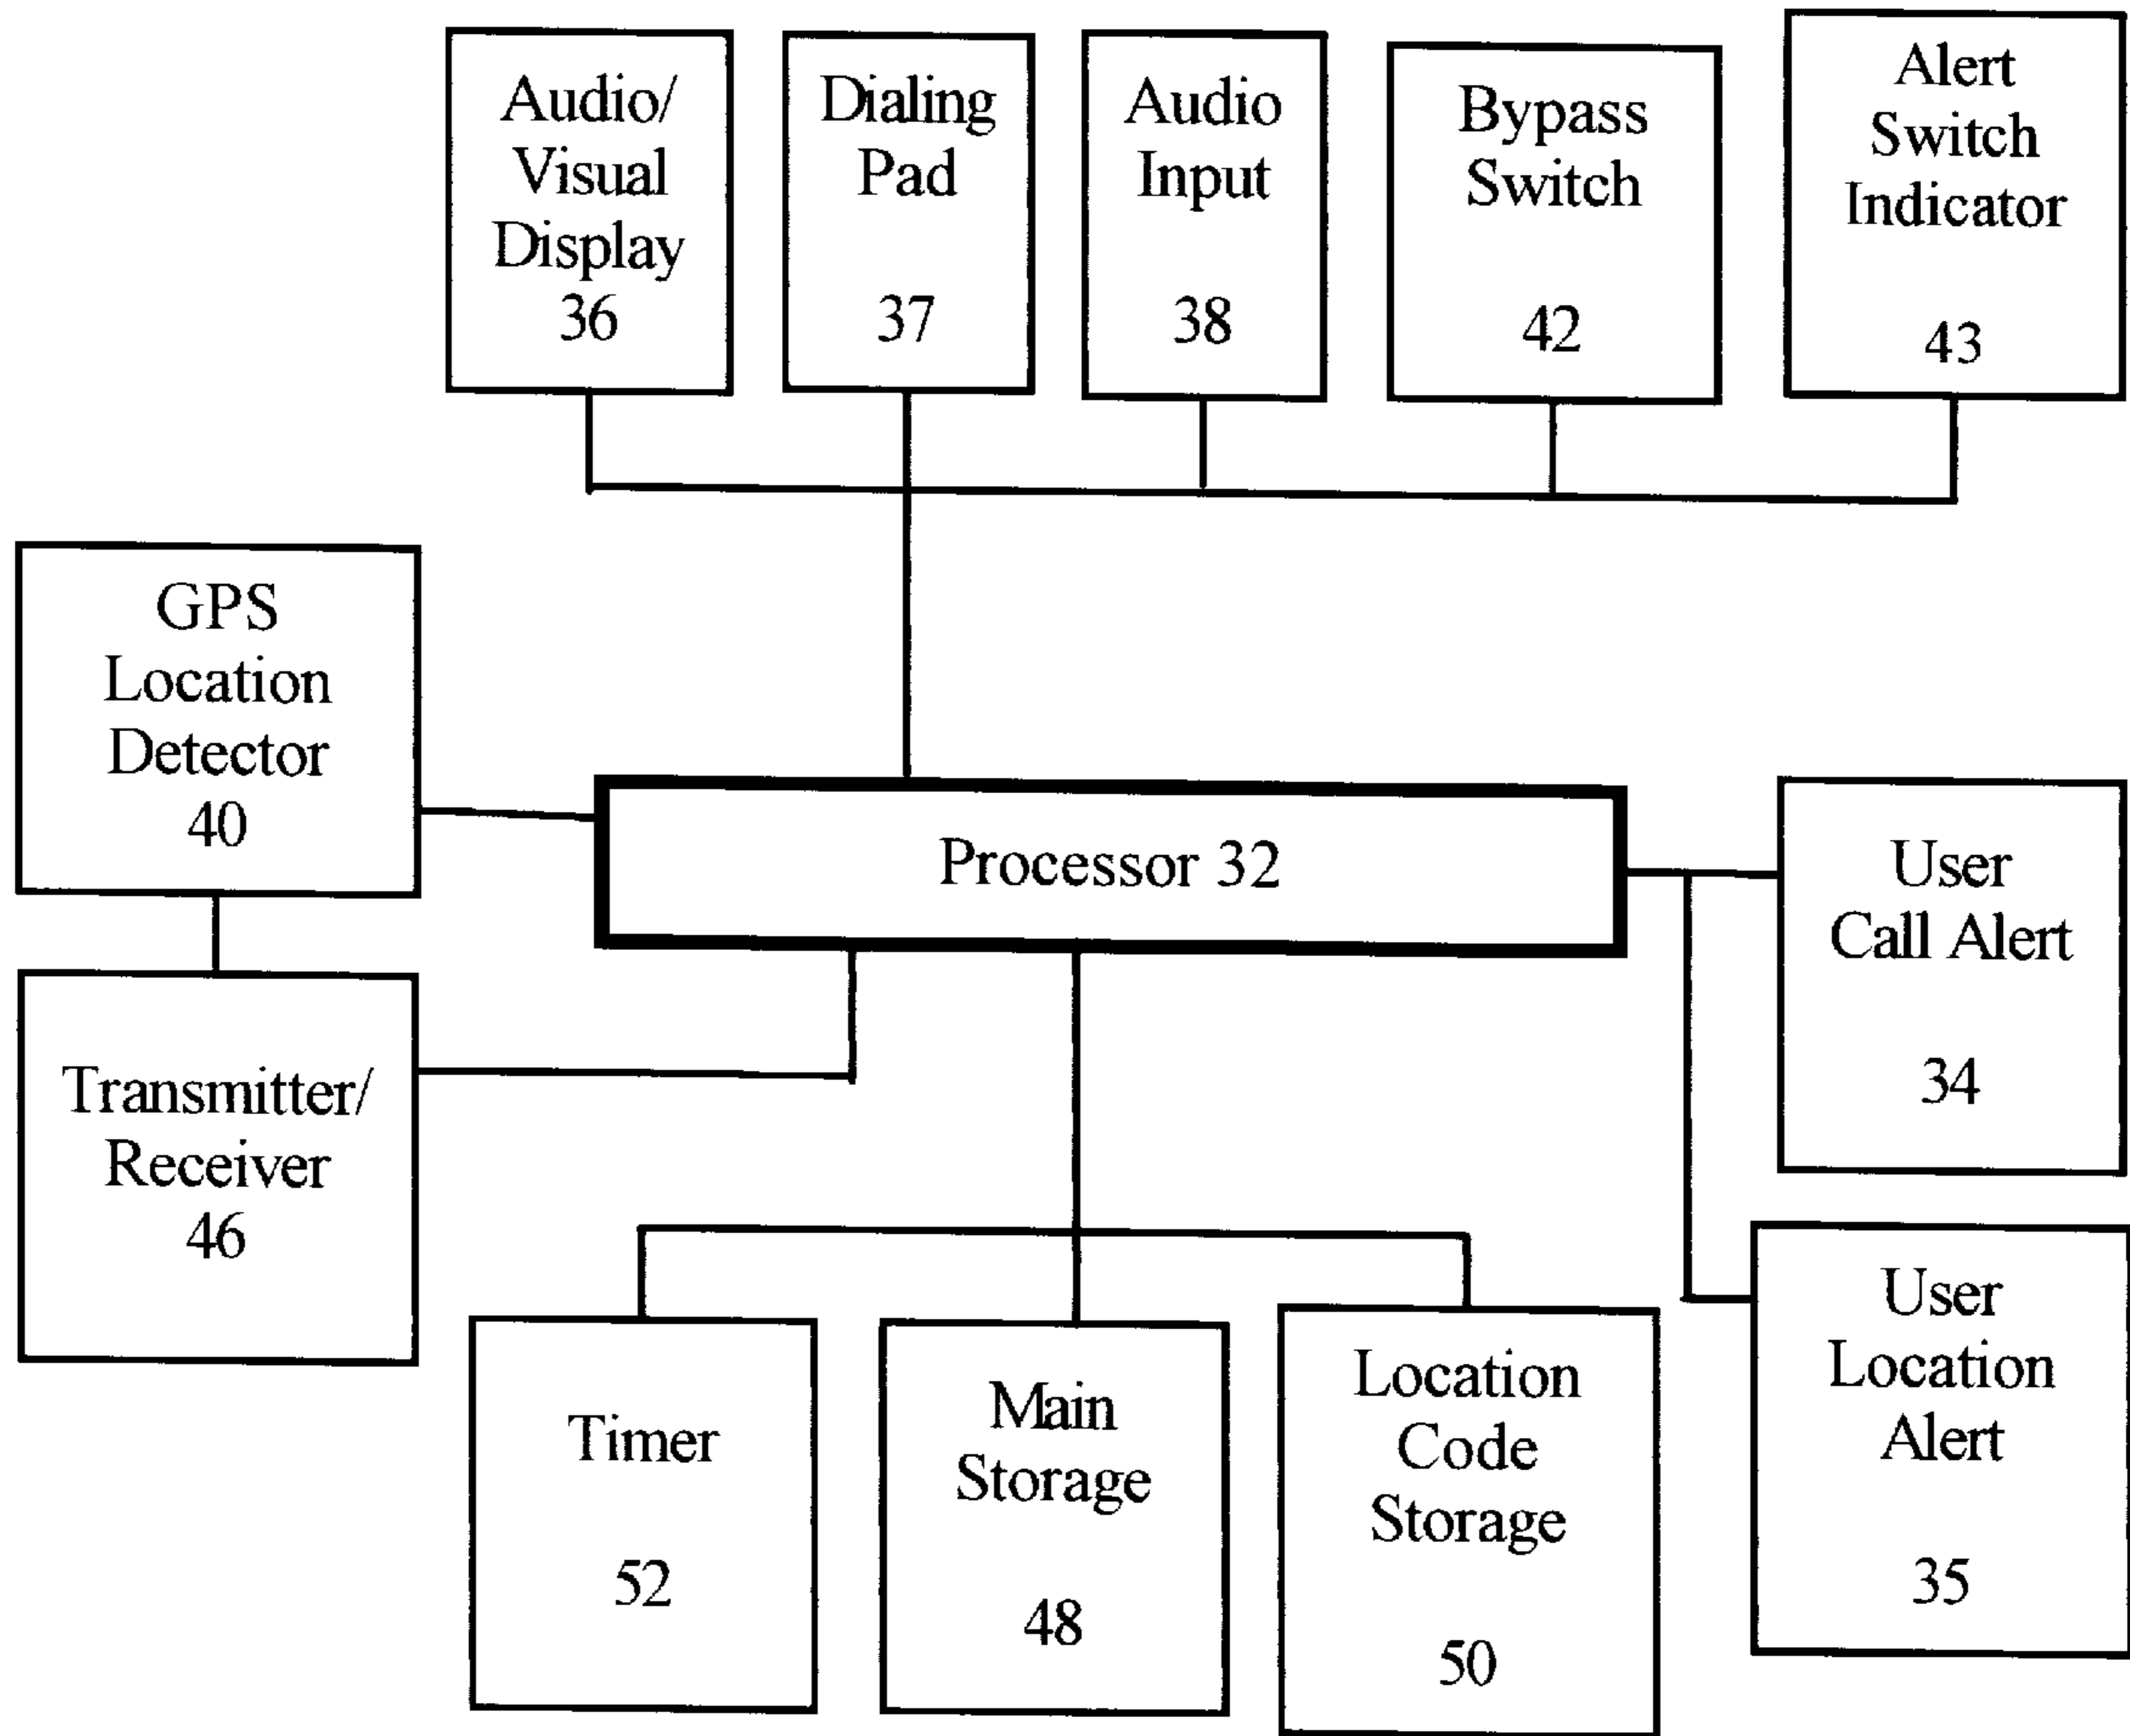 Audio/
Visual
Display
36
Dialing
Pad
37
Audio
Input
38
Bypass
Switch
42
Alert
Switch
Indicator
43
GPS
Location
Detector
40
Processor 32
User
Call Alert
34
Transmitter/
Receiver
46
Timer
52
Main
Storage
48
Location
Code
Storage
50
User
Location
Alert
35